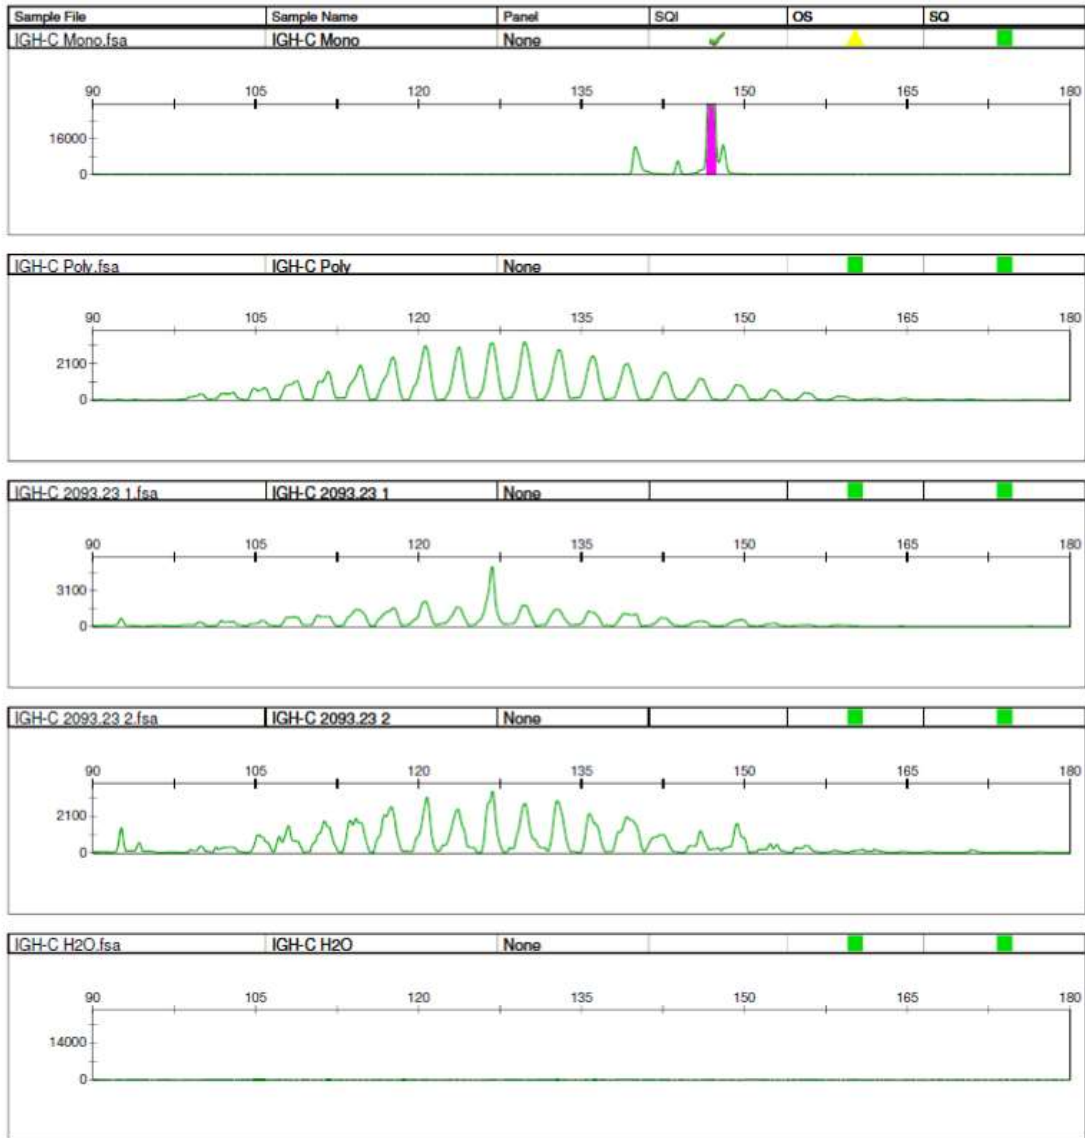 Sample File Sample Name Panel SQI OS SQ
IGH-C Mono.fsa IGH-C Mono None
90 105 120 135 150 165 180
16000
0
IGH-C Poly.fsa IGH-C Poly None
90 105 120 135 150 165 180
2100
0
IGH-C 2093.23 1.fsa IGH-C 2093.23 1 None
90 105 120 135 150 165 180
3100
0
IGH-C 2093.23 2.fsa IGH-C 2093.23 2 None
90 105 120 135 150 165 180
2100
0
IGH-C H2O.fsa IGH-C H2O None
90 105 120 135 150 165 180
14000
0